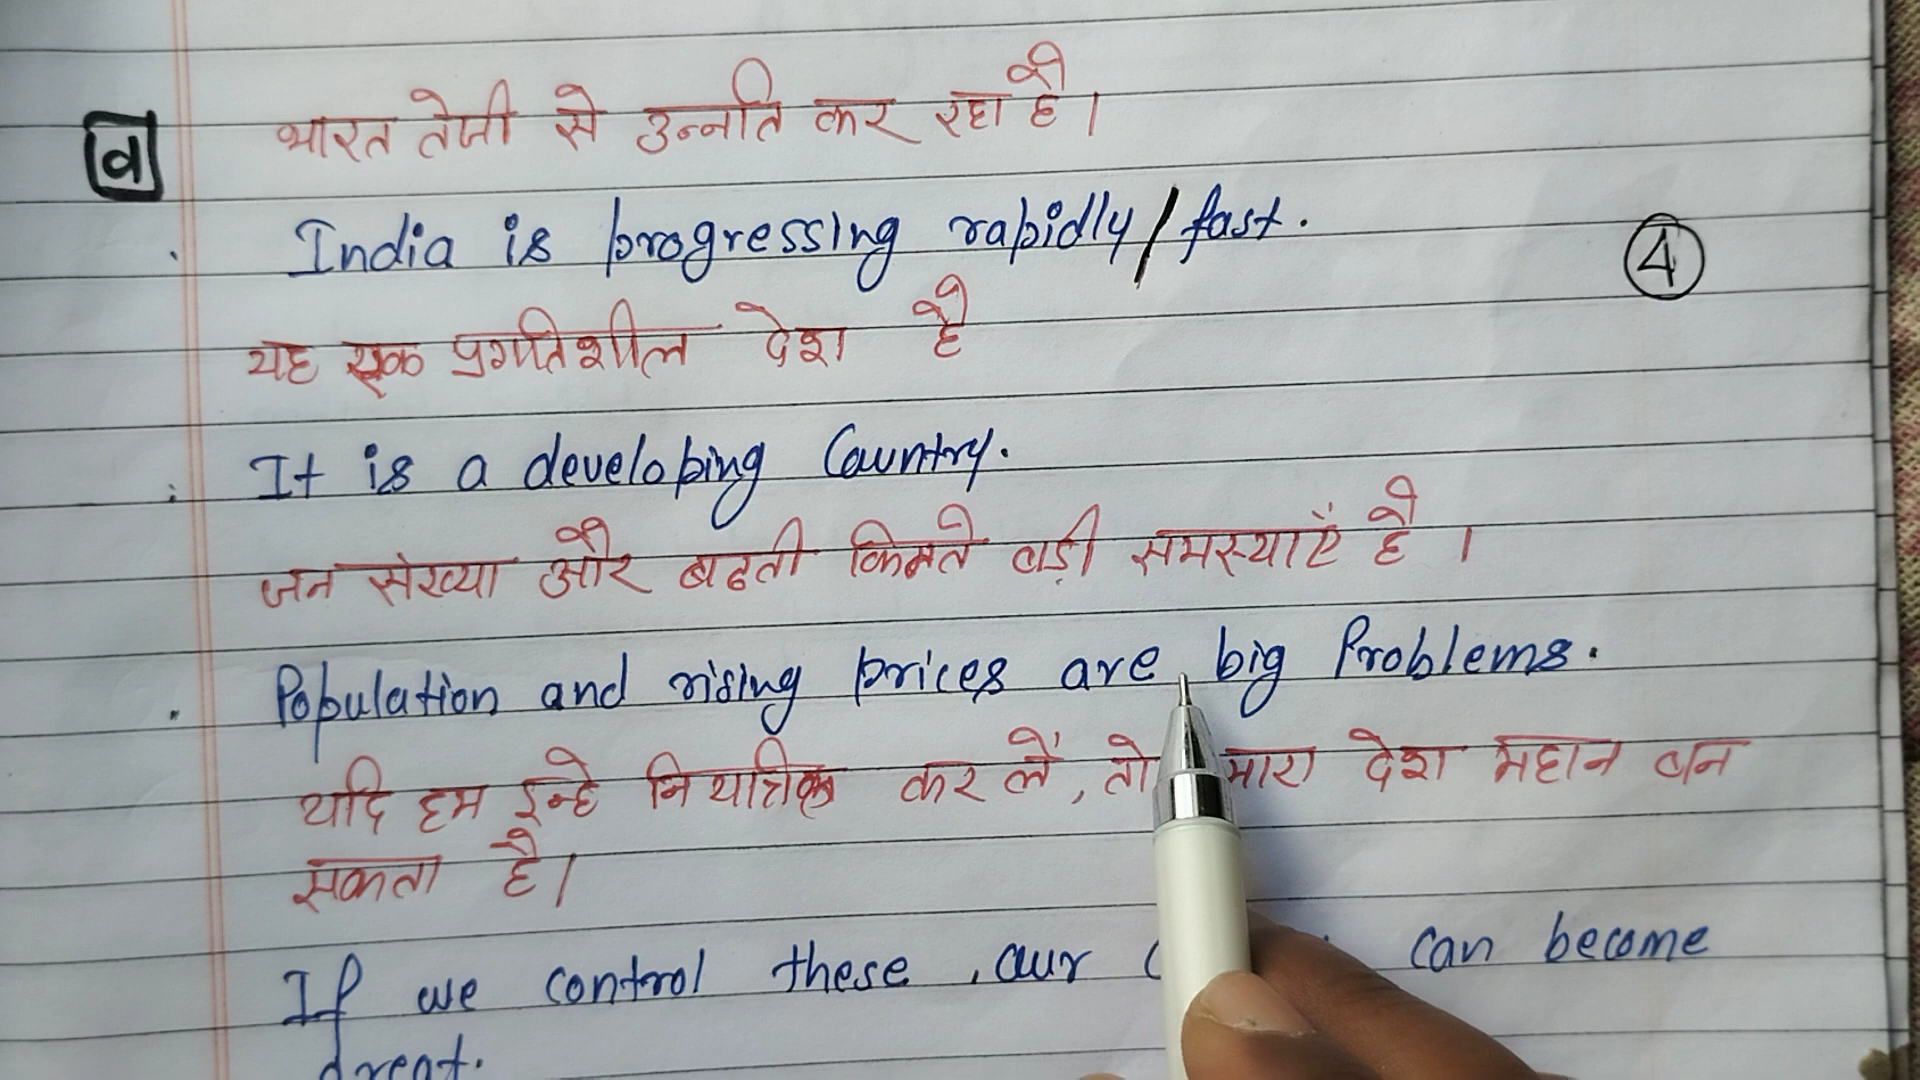 भारत तेजी से उन्नति कर रहा है।
व
India is progressing rapidly/fast.
4
यह एक प्रगतिशील देश है
It is a developing Country.
जन संख्या और बढती किमते बड़ी समस्याएँ है ।
Population and rising prices are big Problems.
यदि हम इन्हे कर लें, तो देश महान बन
सकता है।
If we control these , our can become
great.